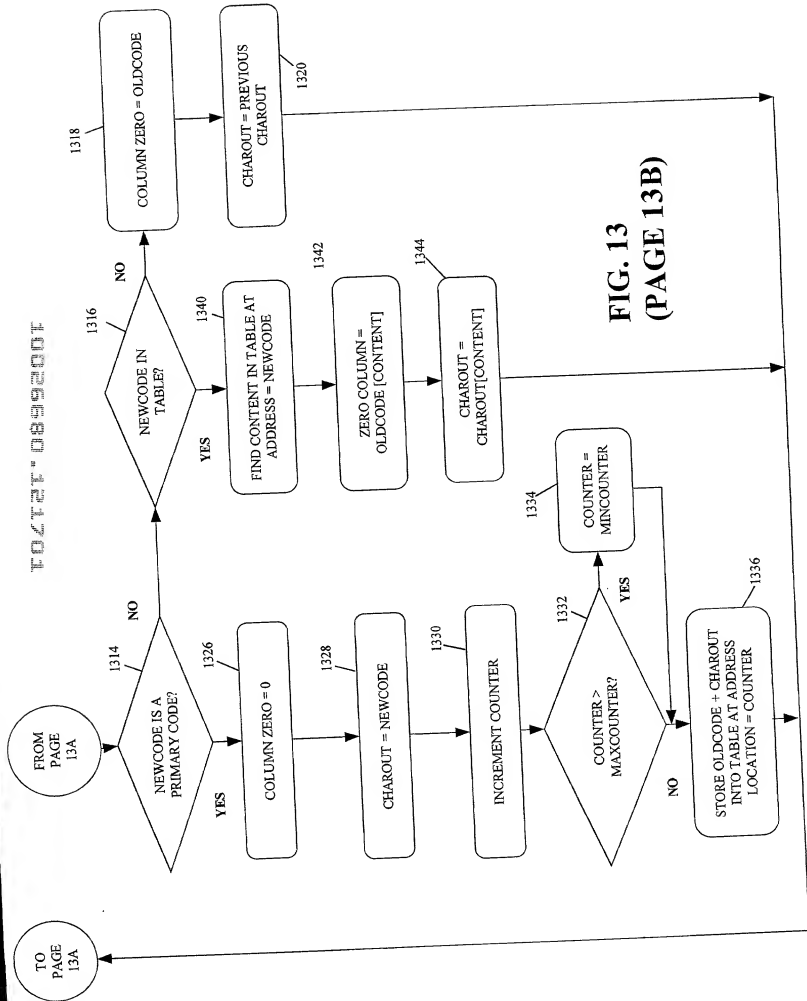 TO
PAGE
13A
FROM
PAGE
13A
1314
NEWCODE IS A
PRIMARY CODE?
NO
YES
1316
NEWCODE IN
TABLE?
NO
YES
1318
COLUMN ZERO = OLDCODE
1320
CHAROUT = PREVIOUS
CHAROUT
1326
COLUMN ZERO = 0
1328
CHAROUT = NEWCODE
1330
INCREMENT COUNTER
1332
COUNTER >
MAXCOUNTER?
YES
NO
1334
COUNTER =
MINCOUNTER
1336
STORE OLDCODE + CHAROUT
INTO TABLE AT ADDRESS
LOCATION = COUNTER
1340
FIND CONTENT IN TABLE AT
ADDRESS = NEWCODE
1342
ZERO COLUMN =
OLDCODE [CONTENT]
1344
CHAROUT =
CHAROUT[CONTENT]
FIG. 13
(PAGE 13B)